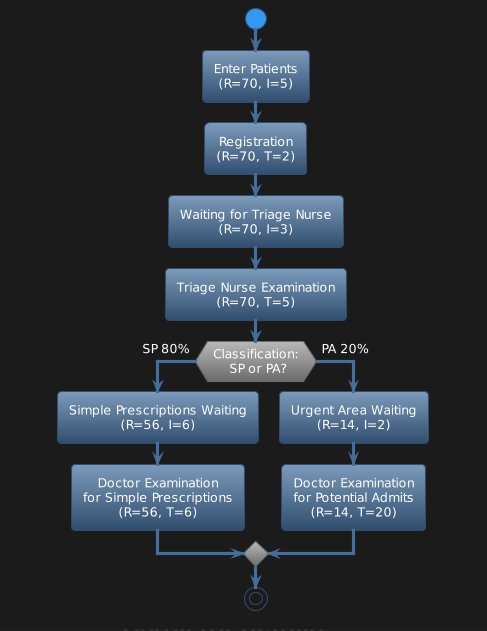 Enter Patients
(R=70, I=5)
Registration
(R=70, T=2)
Waiting for Triage Nurse
(R=70, I=3)
Triage Nurse Examination
(R=70, T=5)
SP 80%
Classification:
SP or PA?
PA 20%
Simple Prescriptions Waiting
(R=56, I=6)
Urgent Area Waiting
(R=14, I=2)
Doctor Examination
for Simple Prescriptions
(R=56, T=6)
Doctor Examination
for Potential Admits
(R=14, T=20)